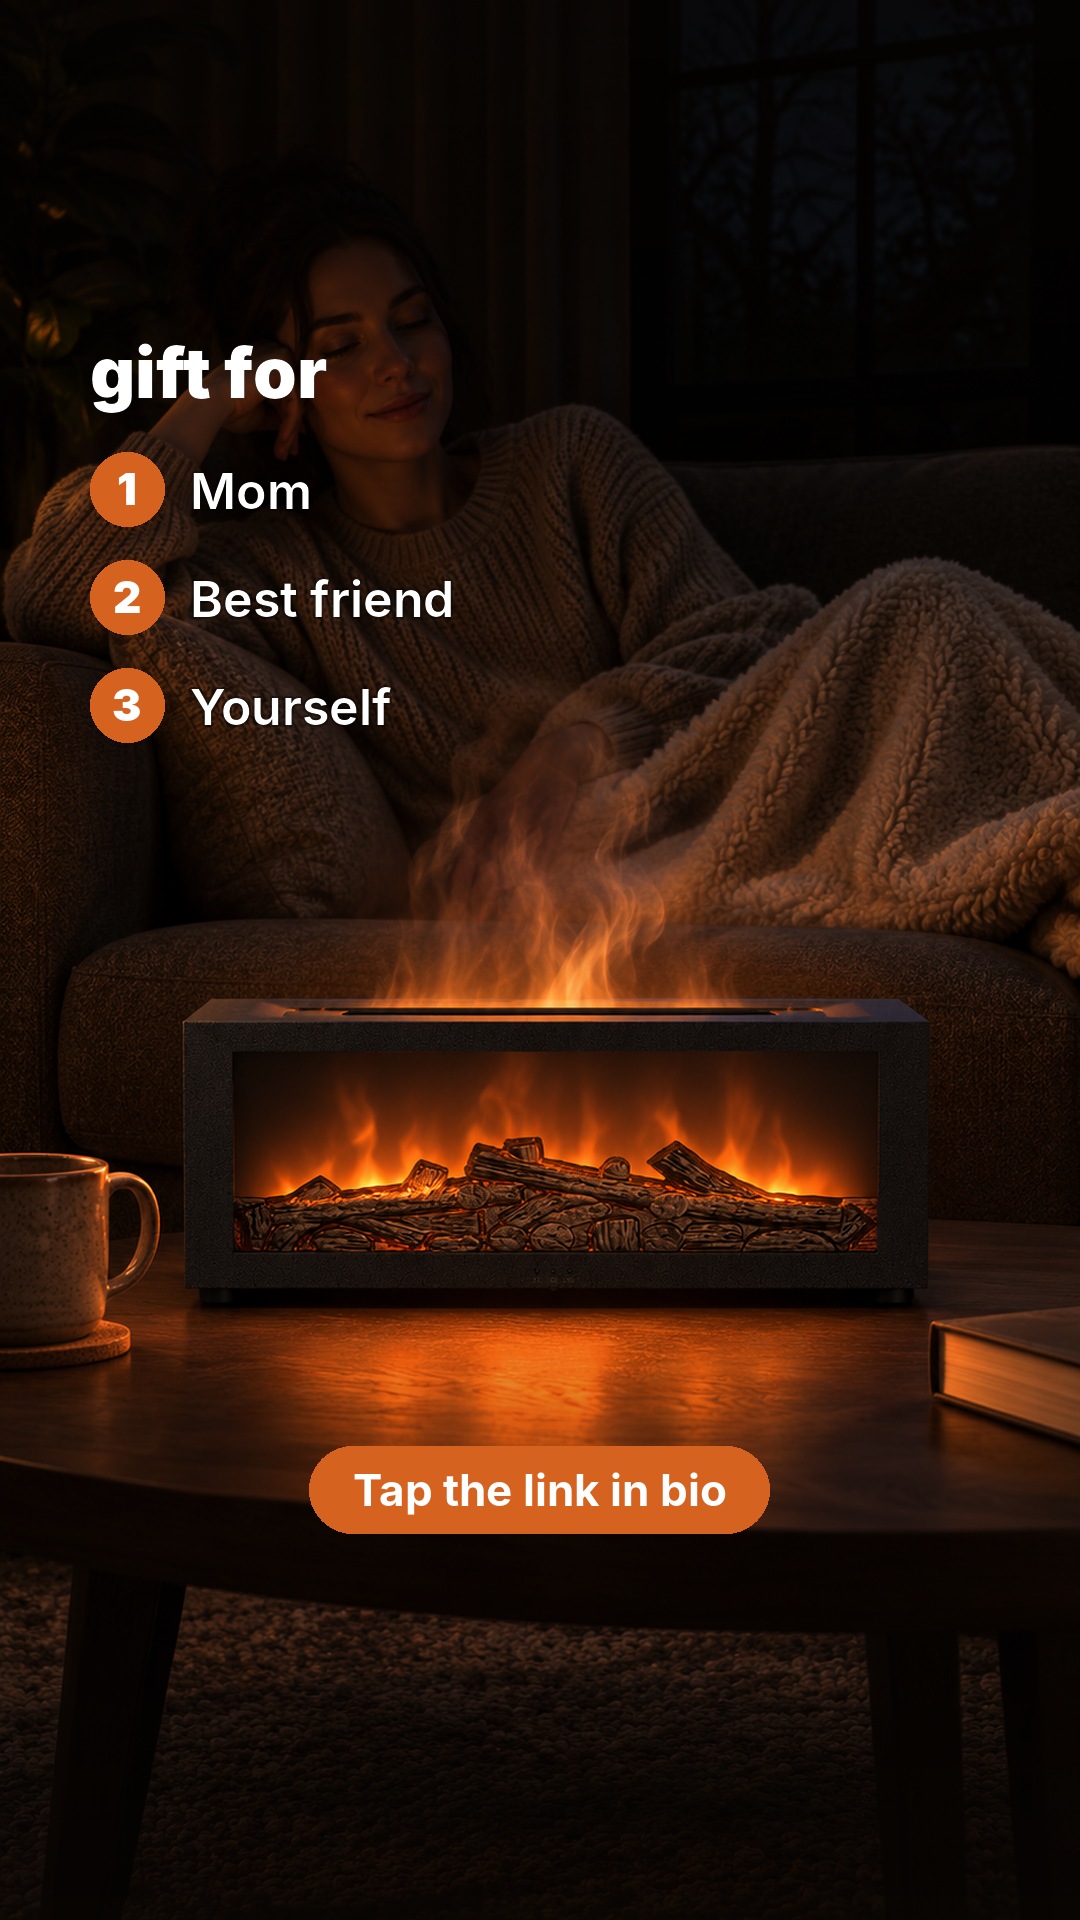 gift for
1 Mom
2 Best friend
3 Yourself
Tap the link in bio